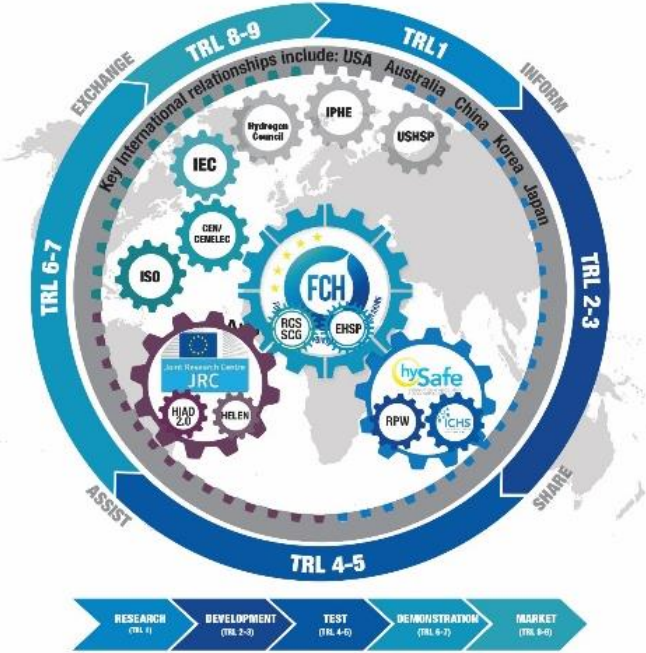 TRL 8-9
TRL1
EXCHANGE
INFORM
Key International relationships include: USA Australia China Korea Japan
Hydrogen
Council
IPHE
USHSP
IEC
CEN/
CENELEC
ISO
TRL 6-7
TRL 2-3
FCH
RCS
SCG
EHSP
Joint Research Centre
JRC
HIAD
2.0
HELEN
hySafe
RPW
ICHS
ASSIST
SHARE
TRL 4-5
RESEARCH
DEVELOPMENT
TEST
DEMONSTRATION
MARKET
(TRL 1)
(TRL 2-3)
(TRL 4-5)
(TRL 6-7)
(TRL 8-9)